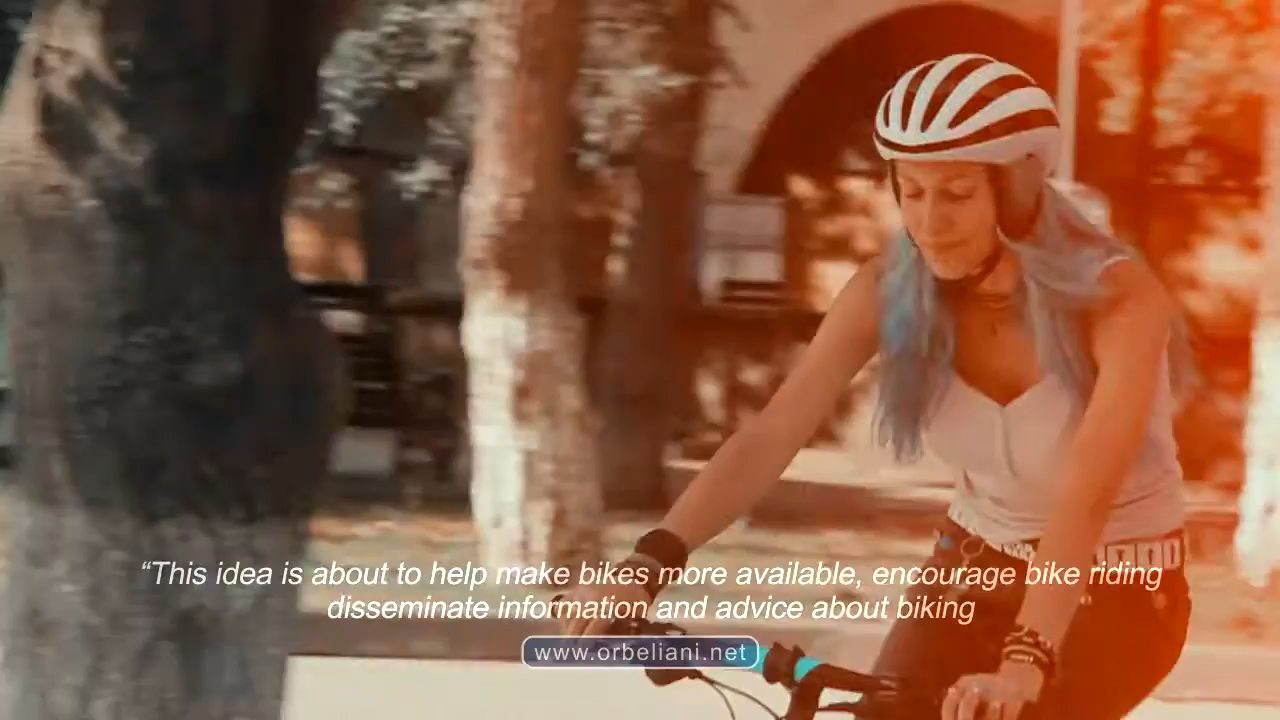 “This idea is about to help make bikes more available, encourage bike riding
disseminate information and advice about biking
www.orbeliani.net